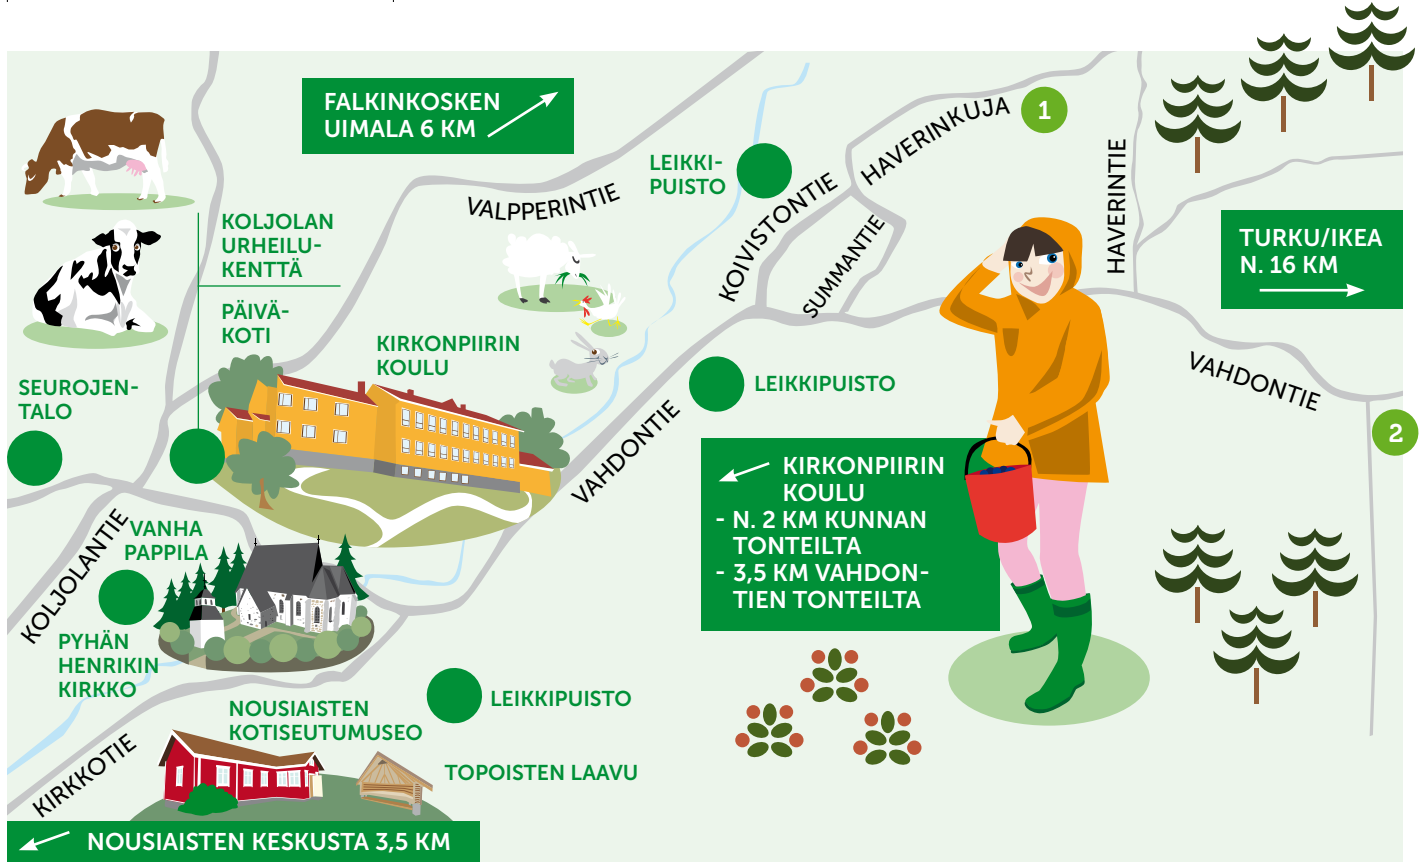 FALKINKOSKEN
UIMALA 6 KM
1
HAVERINKUJA
LEIKKI-
PUISTO
HAVERINTIE
VALPPERINTIE
KOIVISTONTIE
SUMMANTIE
KOLJOLAN
URHEILU-
KENTTÄ
PÄIVÄ-
KOTI
TURKU/IKEA
N. 16 KM
KIRKONPIIRIN
KOULU
SEUROJEN-
TALO
LEIKKIPUISTO
VAHDONTIE
VAHDONTIE
2
KIRKONPIIRIN
KOULU
- N. 2 KM KUNNAN
TONTEILTA
- 3,5 KM VAHDON-
TIEN TONTEILTA
KOLJOLANTIE
VANHA
PAPPILA
PYHÄN
HENRIKIN
KIRKKO
LEIKKIPUISTO
NOUSIAISTEN
KOTISEUTUMUSEO
TOPOISTEN LAAVU
KIRKKOTIE
NOUSIAISTEN KESKUSTA 3,5 KM